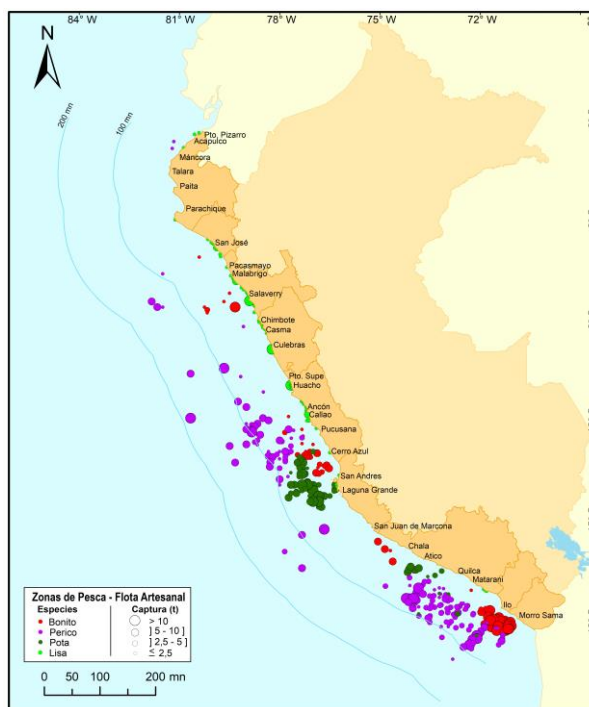 84° W
81° W
78° W
75° W
72° W
N
200 mn
100 mn
Pto. Pizarro
Acapulco
Máncora
Talara
Paita
Parachique
San José
Pacasmayo
Malabrigo
Salaverry
Chimbote
Casma
Culebras
Pto. Supe
Huacho
Ancón
Callao
Pucusana
Cerro Azul
San Andres
Laguna Grande
San Juan de Marcona
Chala
Atico
Quilca
Matarani
Ilo
Morro Sama
Zonas de Pesca - Flota Artesanal
Especies Captura (t)
Bonito > 10
Perico ] 5 - 10 ]
Pota ] 2,5 - 5 ]
Lisa ≤ 2,5
0 50 100 200 mn